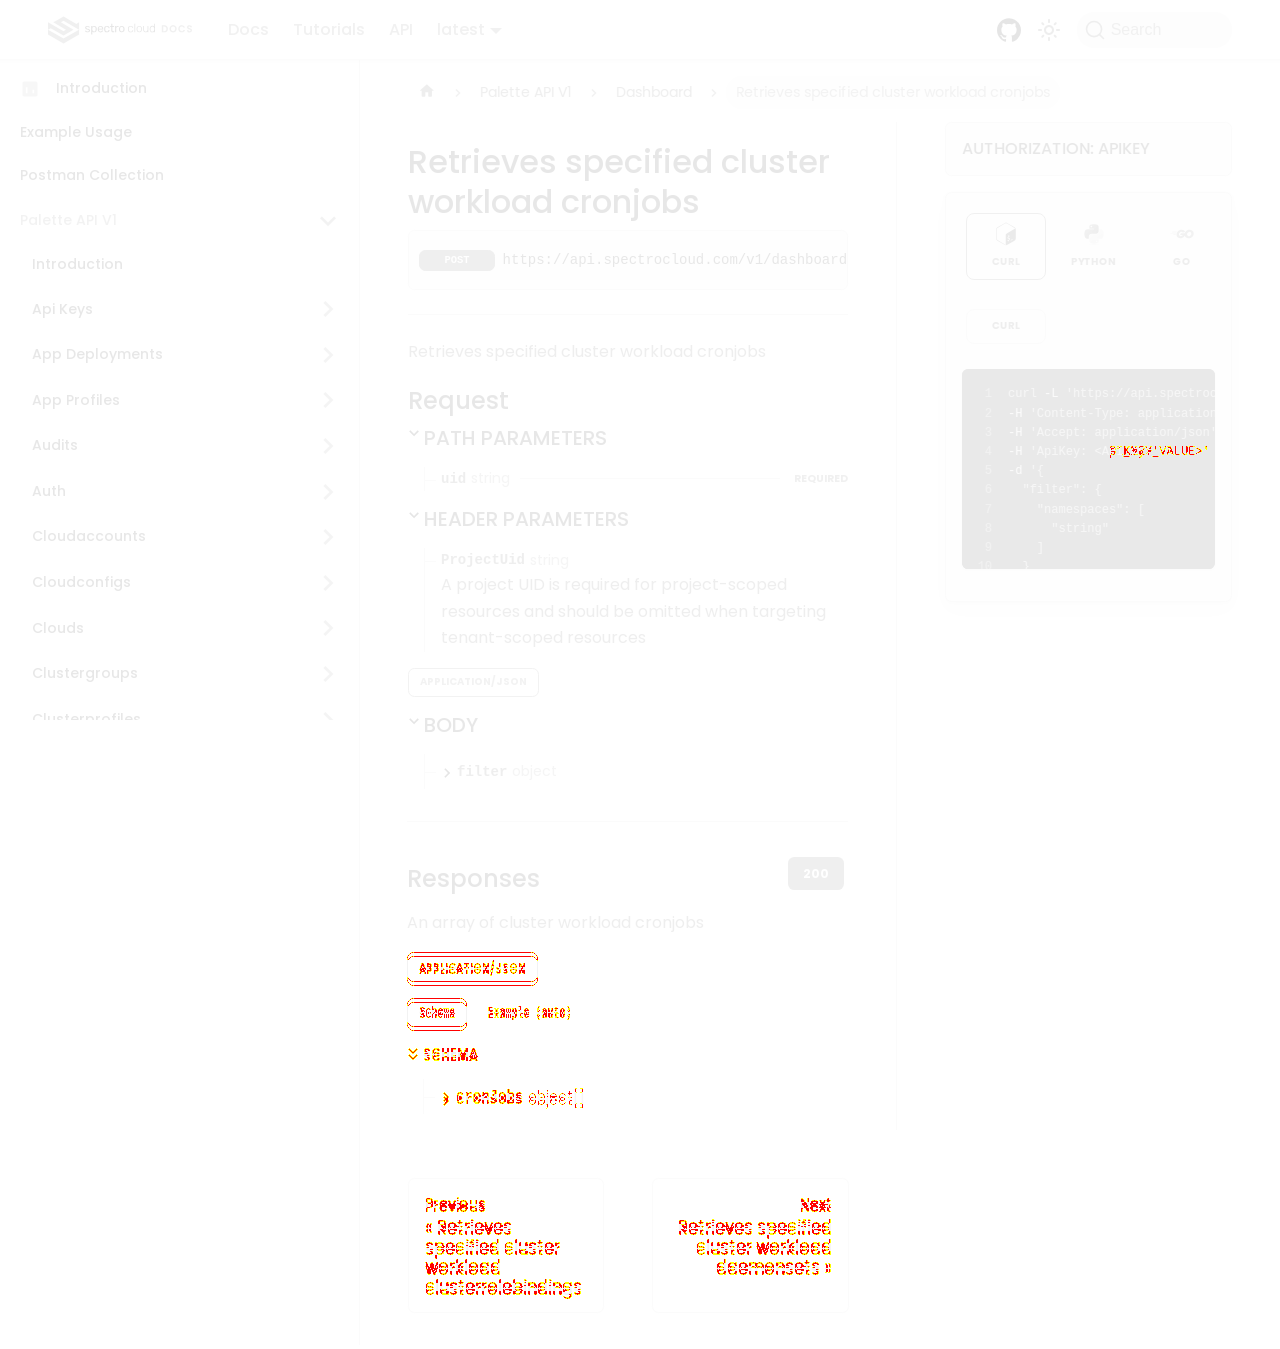 spectro cloud DOCS
Docs Tutorials API latest
Search
Introduction
Example Usage
Postman Collection
Palette API V1
Introduction
Api Keys
App Deployments
App Profiles
Audits
Auth
Cloudaccounts
Cloudconfigs
Clouds
Clustergroups
Clusterprofiles
Palette API V1 › Dashboard › Retrieves specified cluster workload cronjobs
Retrieves specified cluster
workload cronjobs
POST https://api.spectrocloud.com/v1/dashboard
Retrieves specified cluster workload cronjobs
Request
PATH PARAMETERS
uid string REQUIRED
HEADER PARAMETERS
ProjectUid string
A project UID is required for project-scoped
resources and should be omitted when targeting
tenant-scoped resources
APPLICATION/JSON
BODY
filter object
Responses
200
An array of cluster workload cronjobs
APPLICATION/JSON
Schema Example (auto)
SCHEMA
cronJobs object[]
Previous
« Retrieves
specified cluster
workload
clusterrolebindings
Next
Retrieves specified
cluster workload
daemonsets »
AUTHORIZATION: APIKEY
CURL PYTHON GO
CURL
1 curl -L 'https://api.spectroc
2 -H 'Content-Type: application
3 -H 'Accept: application/json'
4 -H 'ApiKey:
5 -d '{
6 "filter": {
7 "namespaces": [
8 "string"
9 ]
10 }